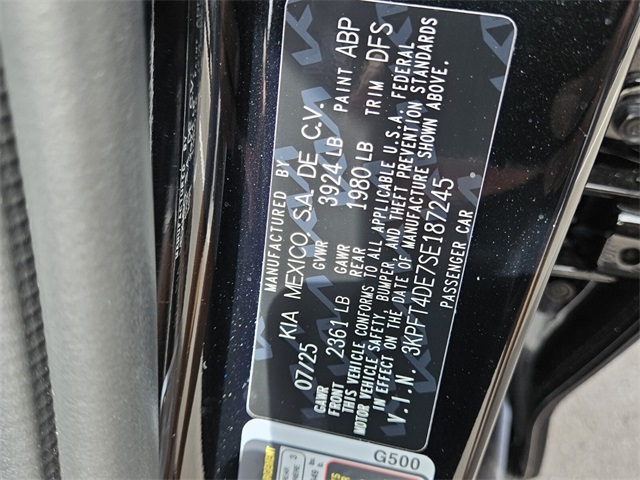 MANUFACTURED BY
07/25 KIA MEXICO, S.A. DE C.V.
GVWR 3924 LB PAINT ABP
GAWR FRONT 2361 LB GAWR REAR 1980 LB TRIM DFS
THIS VEHICLE CONFORMS TO ALL APPLICABLE U.S.A. FEDERAL
MOTOR VEHICLE SAFETY, BUMPER, AND THEFT PREVENTION STANDARDS
IN EFFECT ON THE DATE OF MANUFACTURE SHOWN ABOVE.
V.I.N. 3KPFT4DE7SE187245
PASSENGER CAR
G500